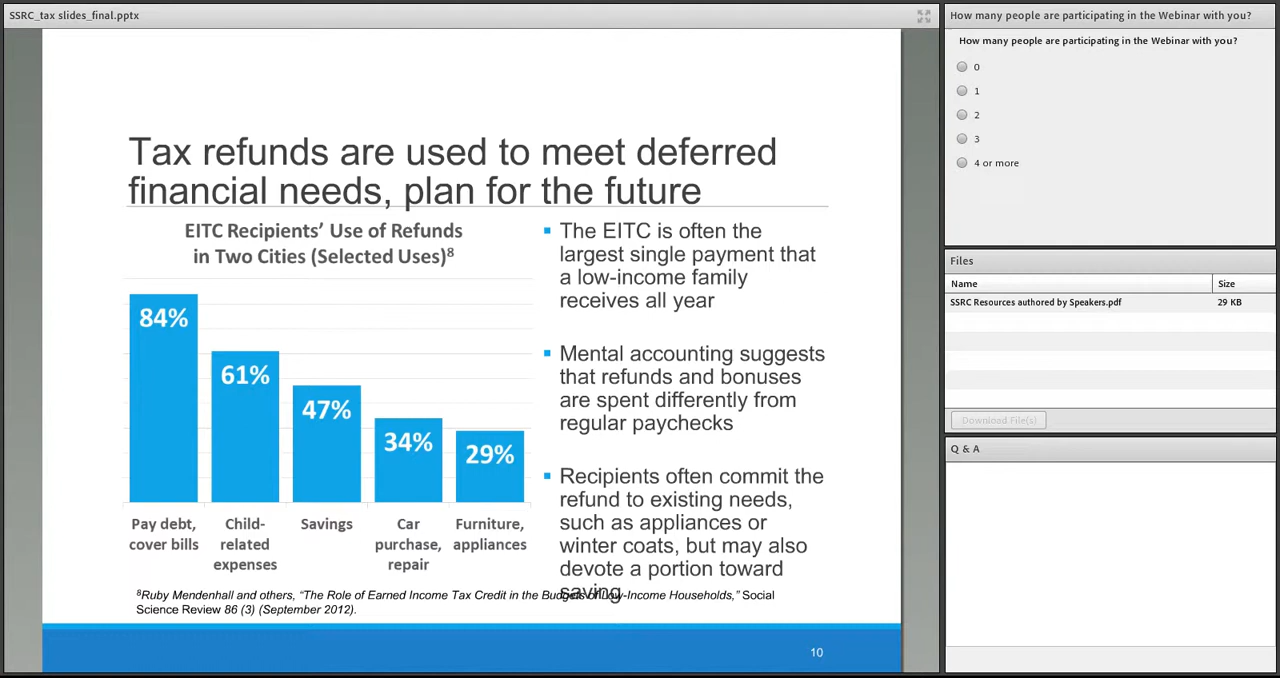 SSRC_tax slides_final.pptx
Tax refunds are used to meet deferred
financial needs, plan for the future
EITC Recipients' Use of Refunds
in Two Cities (Selected Uses)⁸
84%
61%
47%
34%
29%
Pay debt,
cover bills
Child-
related
expenses
Savings
Car
purchase,
repair
Furniture,
appliances
▪ The EITC is often the
largest single payment that
a low-income family
receives all year
▪ Mental accounting suggests
that refunds and bonuses
are spent differently from
regular paychecks
▪ Recipients often commit the
refund to existing needs,
such as appliances or
winter coats, but may also
devote a portion toward
saving
⁸Ruby Mendenhall and others, "The Role of Earned Income Tax Credit in the Budgets of Low-Income Households," Social
Science Review 86 (3) (September 2012).
10
How many people are participating in the Webinar with you?
How many people are participating in the Webinar with you?
0
1
2
3
4 or more
Files
Name Size
SSRC Resources authored by Speakers.pdf 29 KB
Download File(s)
Q & A